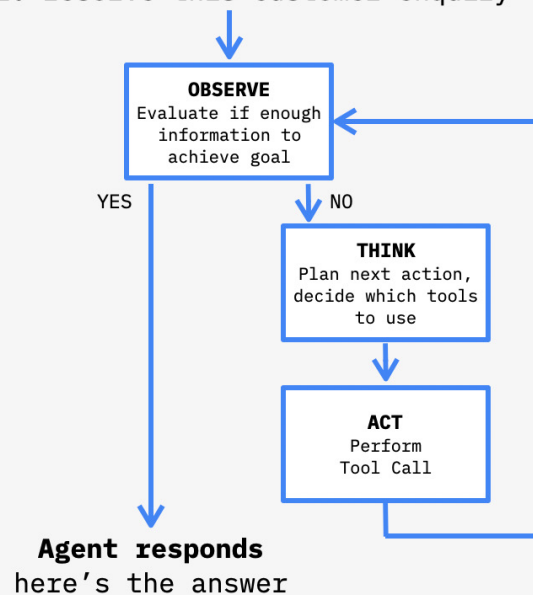 OBSERVE
Evaluate if enough
information to
achieve goal
YES
NO
THINK
Plan next action,
decide which tools
to use
ACT
Perform
Tool Call
Agent responds
here's the answer